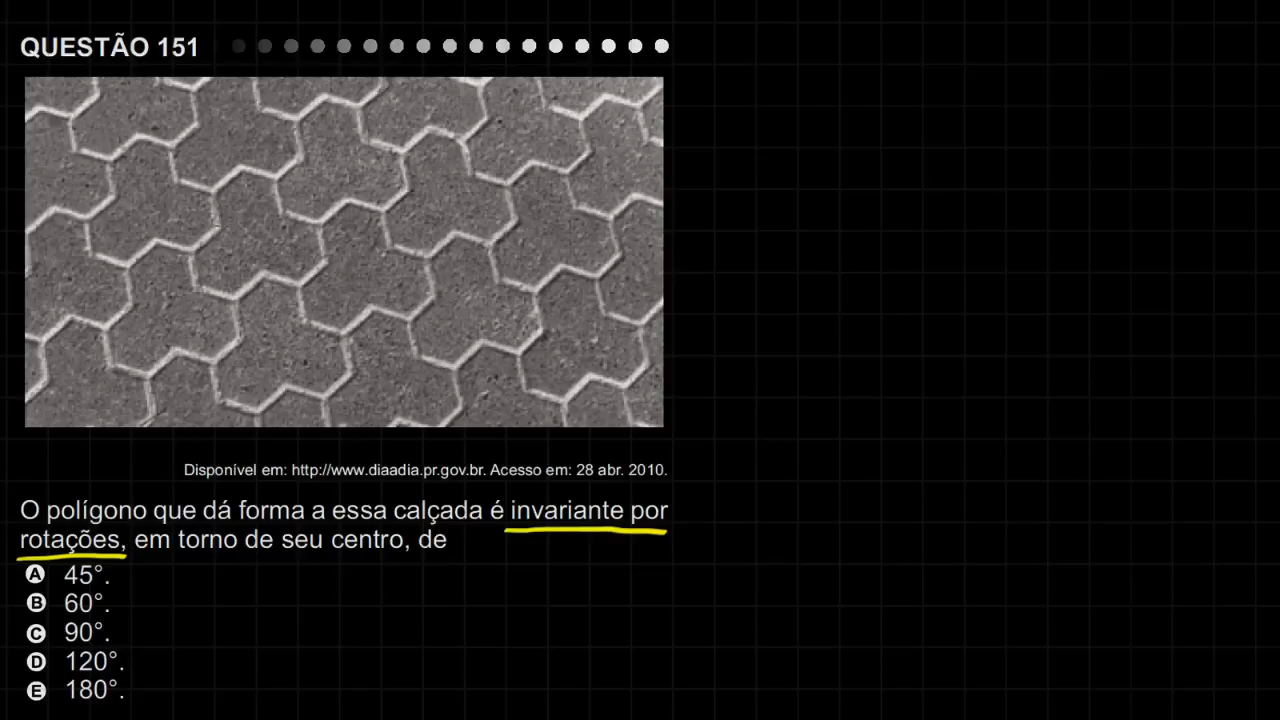 QUESTÃO 151
Disponível em: http://www.diaadia.pr.gov.br. Acesso em: 28 abr. 2010.
O polígono que dá forma a essa calçada é invariante por
rotações, em torno de seu centro, de
A 45°.
B 60°.
C 90°.
D 120°.
E 180°.